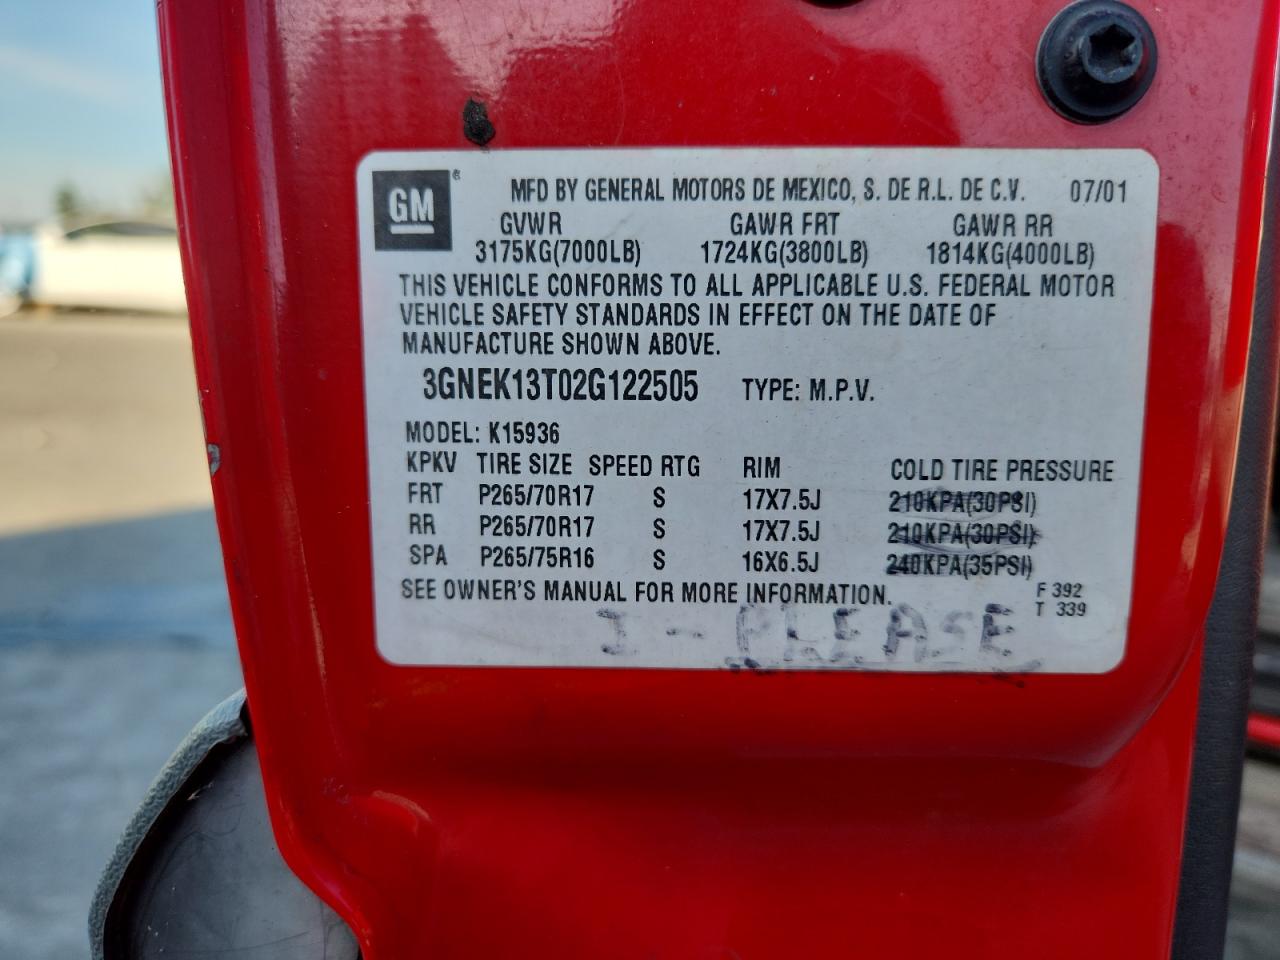 GM ® MFD BY GENERAL MOTORS DE MEXICO, S. DE R.L. DE C.V. 07/01
GVWR GAWR FRT GAWR RR
3175KG(7000LB) 1724KG(3800LB) 1814KG(4000LB)
THIS VEHICLE CONFORMS TO ALL APPLICABLE U.S. FEDERAL MOTOR
VEHICLE SAFETY STANDARDS IN EFFECT ON THE DATE OF
MANUFACTURE SHOWN ABOVE.
3GNEK13T02G122505 TYPE: M.P.V.
MODEL: K15936
KPKV TIRE SIZE SPEED RTG RIM COLD TIRE PRESSURE
FRT P265/70R17 S 17X7.5J 210KPA(30PSI)
RR P265/70R17 S 17X7.5J 210KPA(30PSI)
SPA P265/75R16 S 16X6.5J 240KPA(35PSI)
SEE OWNER'S MANUAL FOR MORE INFORMATION. F 392
T 339
I - PLEASE